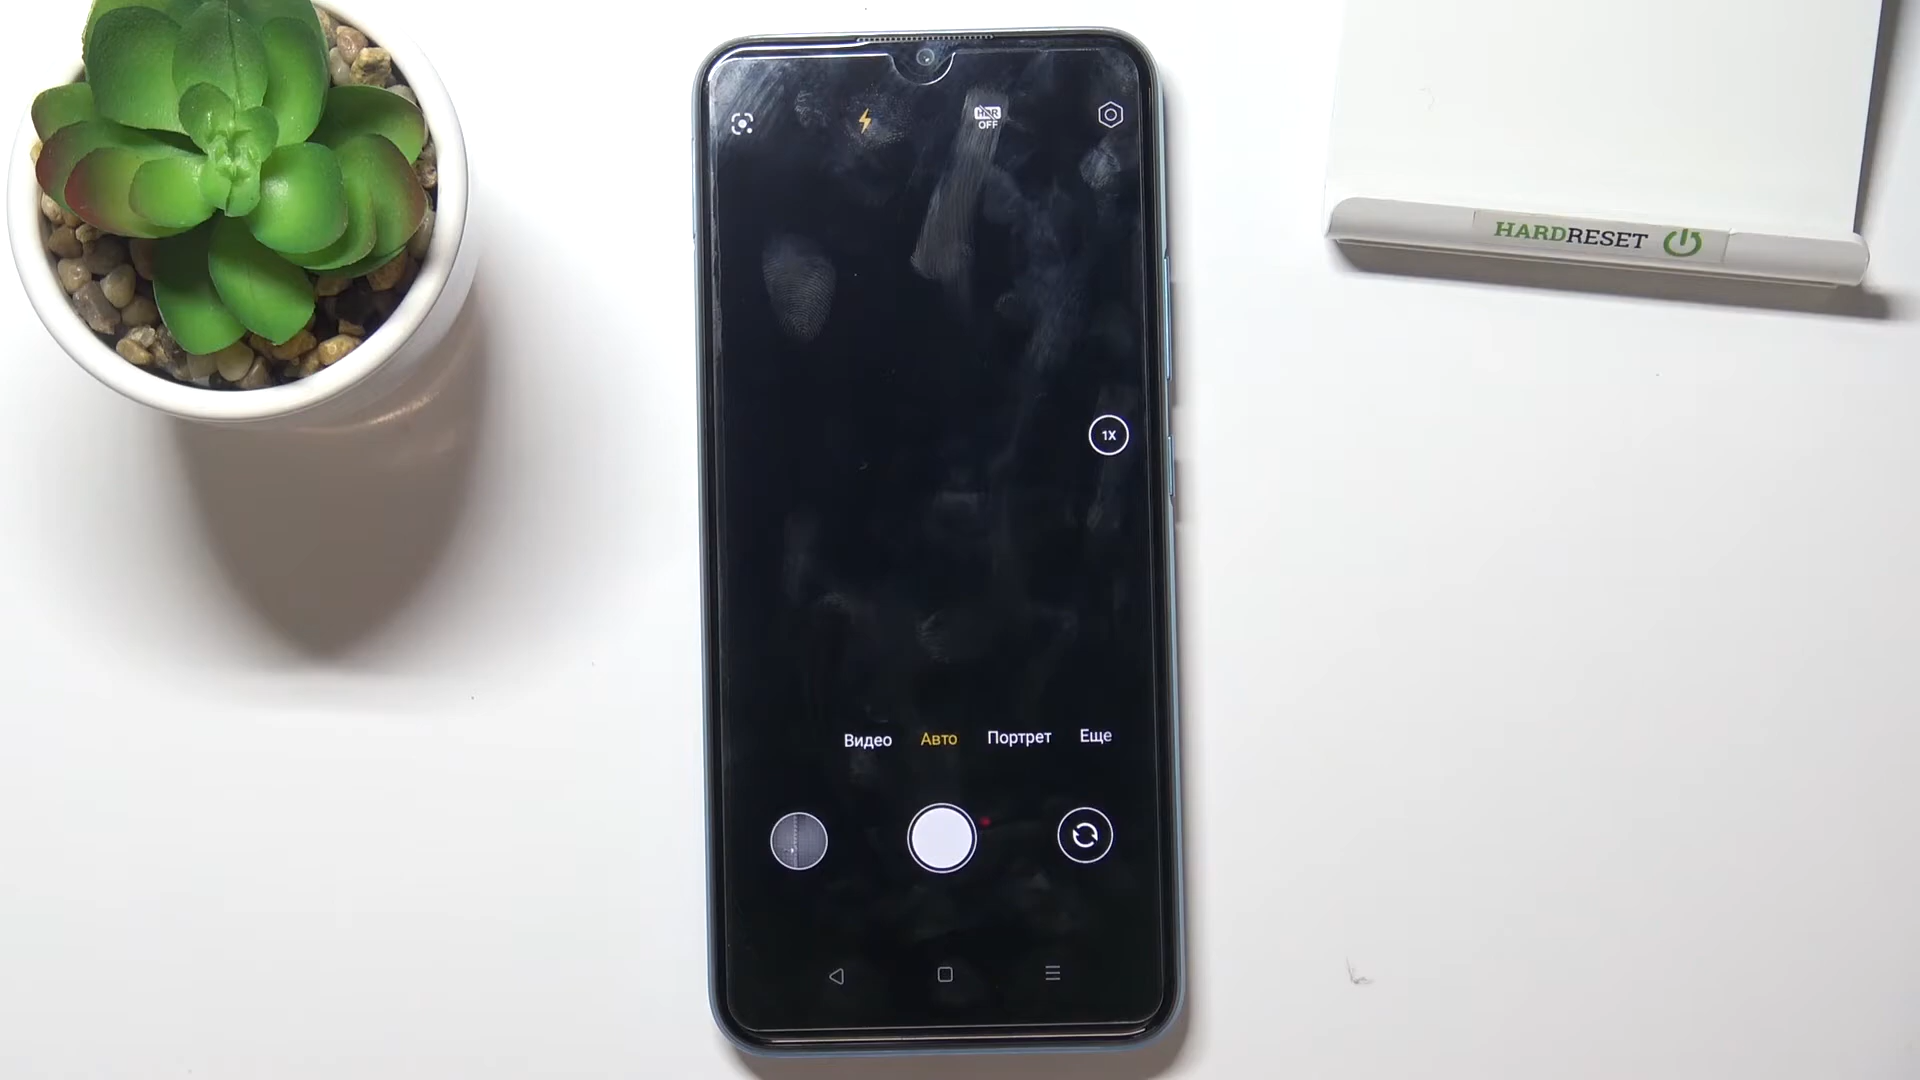 HDR
OFF
HARDRESET
1X
Видео Авто Портрет Еще